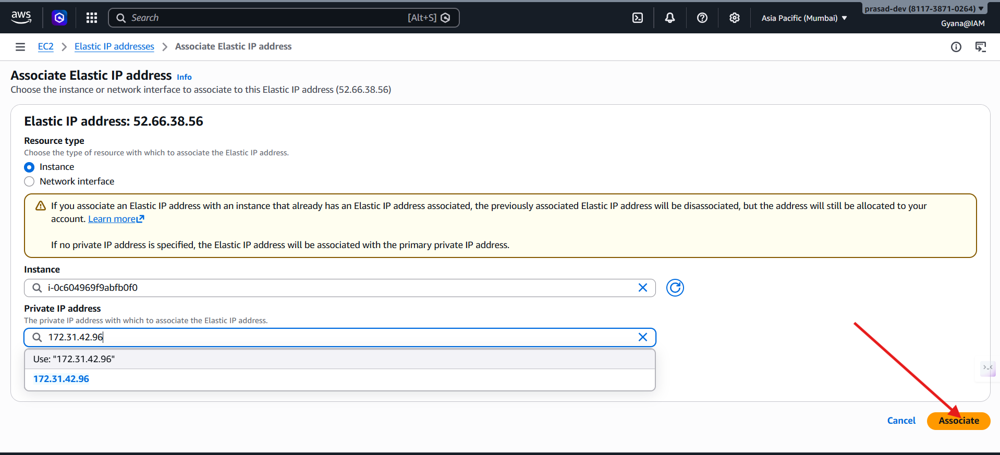 aws
Search
[Alt+S]
Asia Pacific (Mumbai)
prasad-dev (8117-3871-0264)
Gyana@IAM
EC2
Elastic IP addresses
Associate Elastic IP address
Associate Elastic IP address Info
Choose the instance or network interface to associate to this Elastic IP address (52.66.38.56)
Elastic IP address: 52.66.38.56
Resource type
Choose the type of resource with which to associate the Elastic IP address.
Instance
Network interface
If you associate an Elastic IP address with an instance that already has an Elastic IP address associated, the previously associated Elastic IP address will be disassociated, but the address will still be allocated to your
account. Learn more
If no private IP address is specified, the Elastic IP address will be associated with the primary private IP address.
Instance
i-0c604969f9abfb0f0
Private IP address
The private IP address with which to associate the Elastic IP address.
172.31.42.96
Use: "172.31.42.96"
172.31.42.96
Cancel
Associate